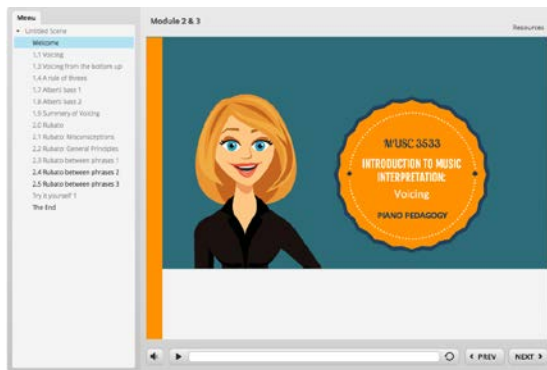 Menu
Untitled Scene
Welcome
1.1 Voicing
1.3 Voicing from the bottom up
1.4 A rule of threes
1.7 Alberti bass 1
1.8 Alberti bass 2
1.9 Summary of Voicing
2.0 Rubato
2.1 Rubato: Misconceptions
2.2 Rubato: General Principles
2.3 Rubato between phrases 1
2.4 Rubato between phrases 2
2.5 Rubato between phrases 3
Try it yourself 1
The End
Module 2 & 3
Resources
MUSC 3533
INTRODUCTION TO MUSIC
INTERPRETATION:
Voicing
PIANO PEDAGOGY
PREV
NEXT